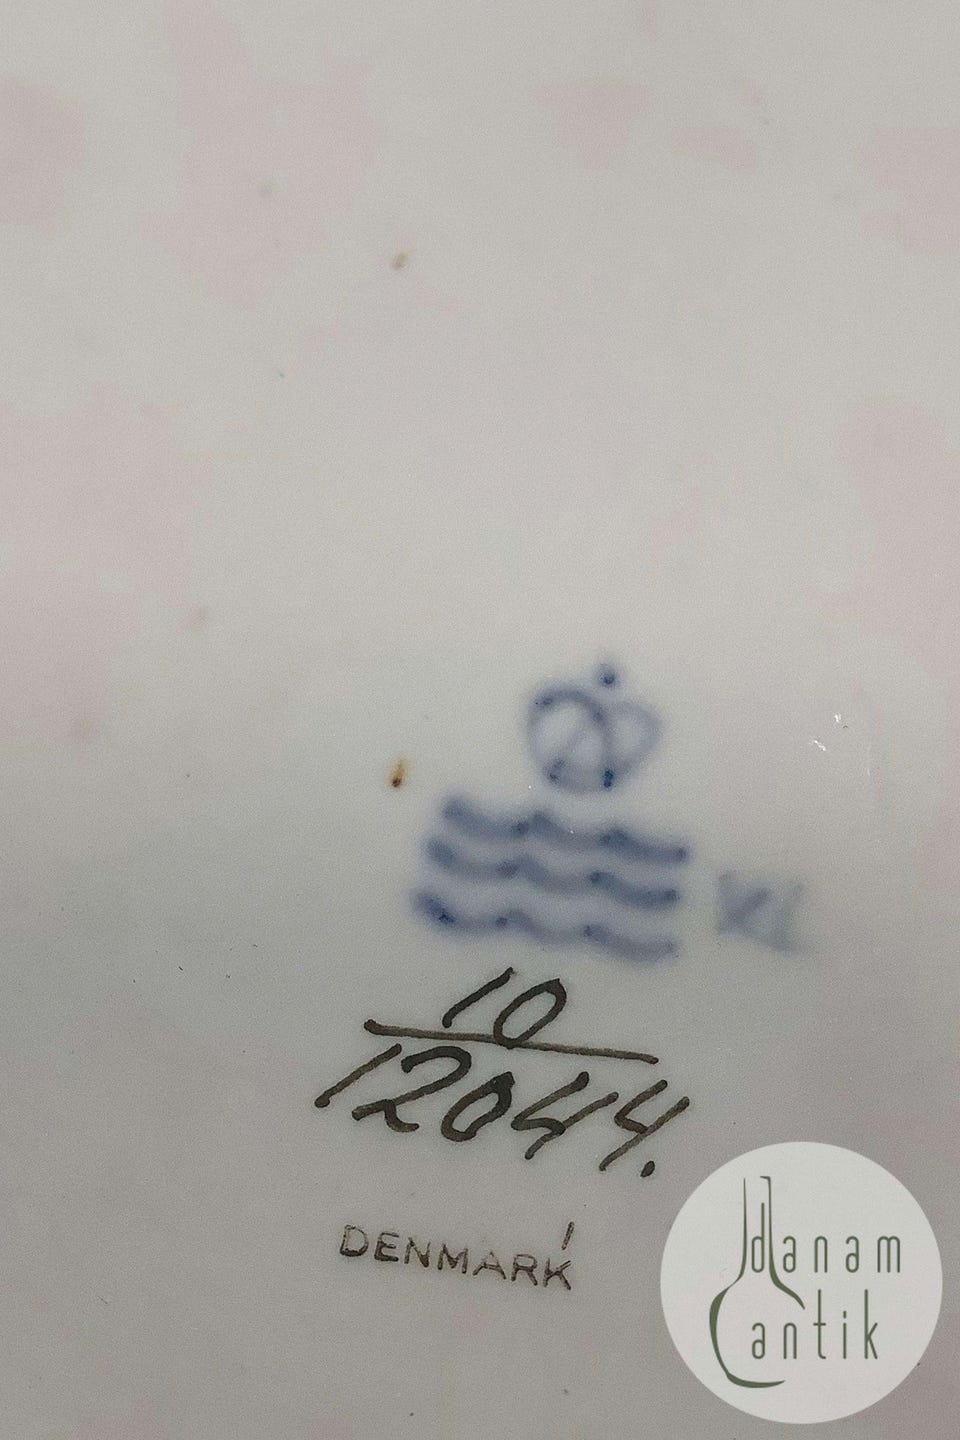 10
12044.
DENMARK
danam
antik